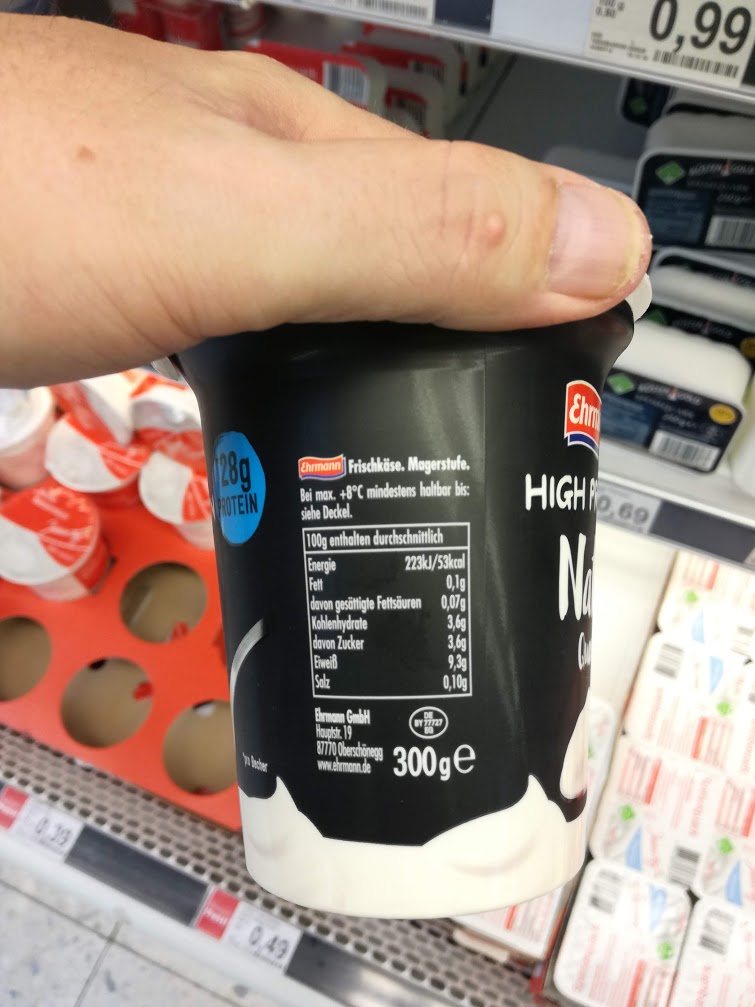 0,99
Ehrmann Frischkäse. Magerstufe.
Bei max. +8°C mindestens haltbar bis:
siehe Deckel.
100g enthalten durchschnittlich
Energie 223kJ/53kcal
Fett 0,1g
davon gesättigte Fettsäuren 0,07g
Kohlenhydrate 3,6g
davon Zucker 3,6g
Eiweiß 9,3g
Salz 0,10g
Ehrmann GmbH
Hauptstr. 19
87770 Oberschönegg
www.ehrmann.de
DE
BY 77727
EG
300g e
28g
PROTEIN
pro Becher
Ehrm
HIGH P
Na
0,69
0,39
0,49